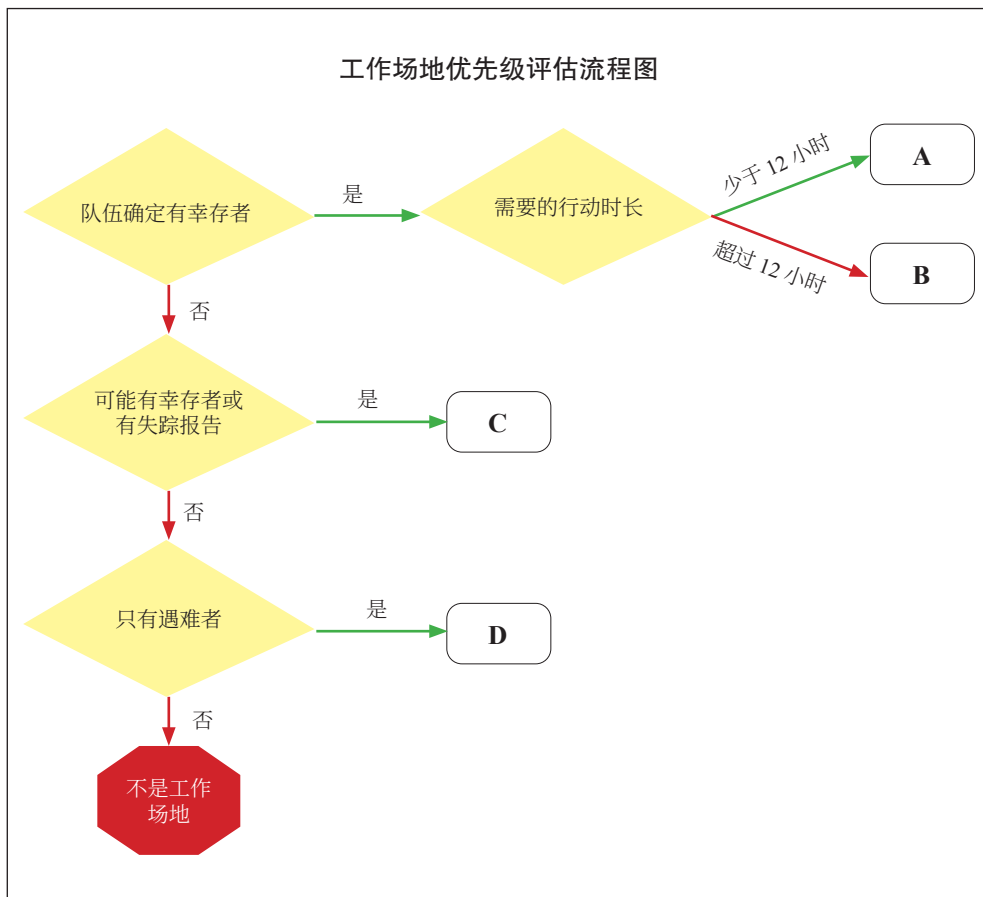 工作场地优先级评估流程图
队伍确定有幸存者
是
需要的行动时长
少于 12 小时
A
超过 12 小时
B
否
可能有幸存者或
有失踪报告
是
C
否
只有遇难者
是
D
否
不是工作
场地